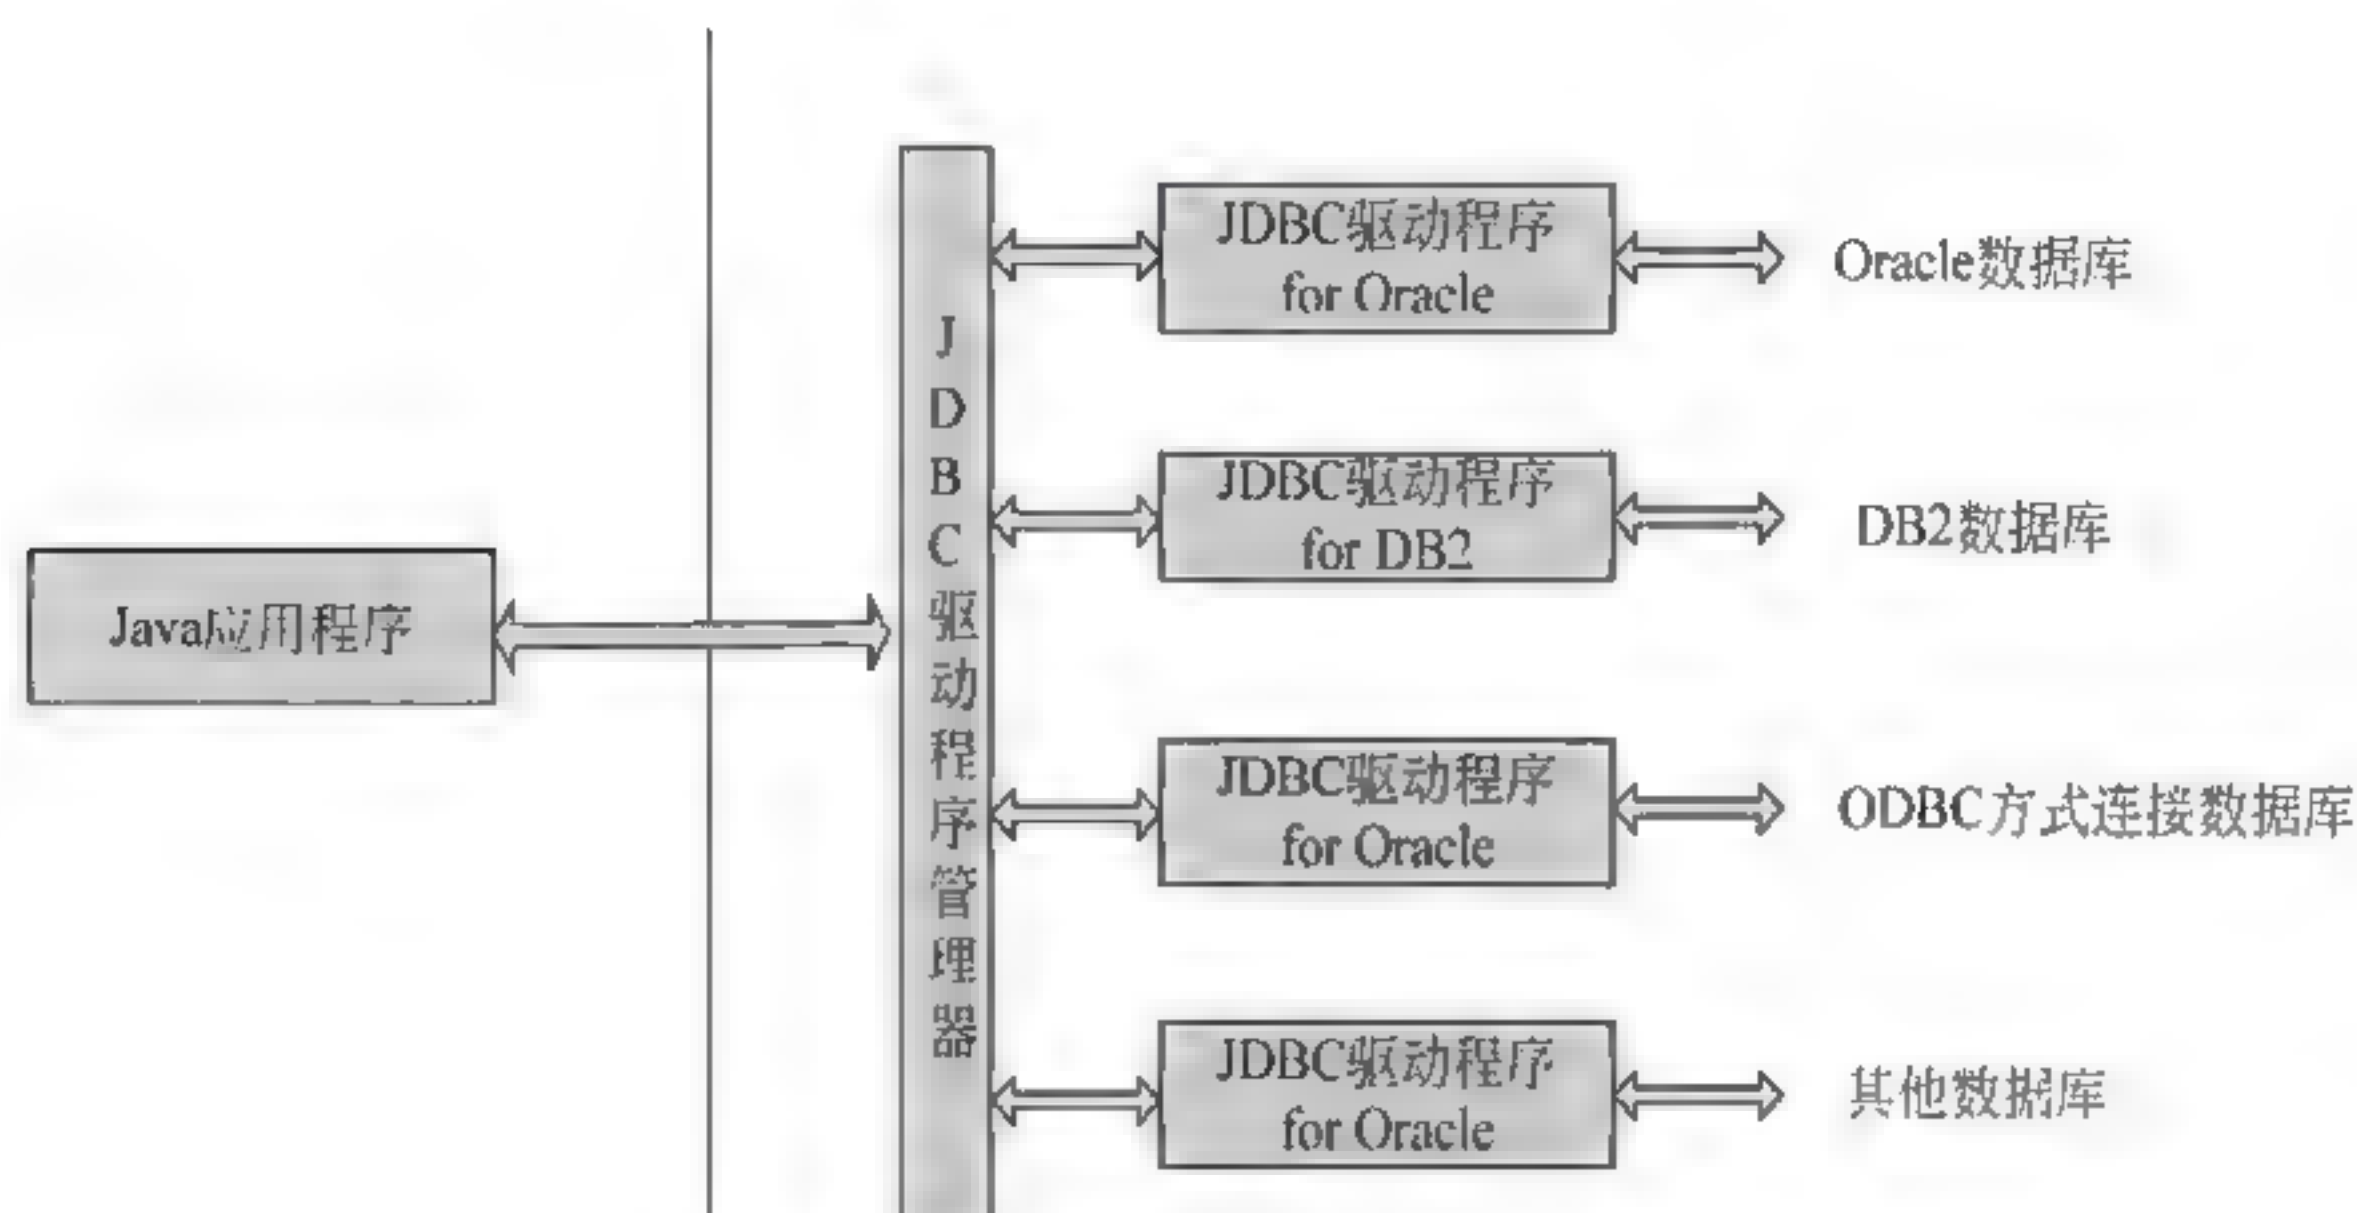 Java应用程序
JDBC驱动程序管理器
JDBC驱动程序
for Oracle
Oracle数据库
JDBC驱动程序
for DB2
DB2数据库
JDBC驱动程序
for Oracle
ODBC方式连接数据库
JDBC驱动程序
for Oracle
其他数据库